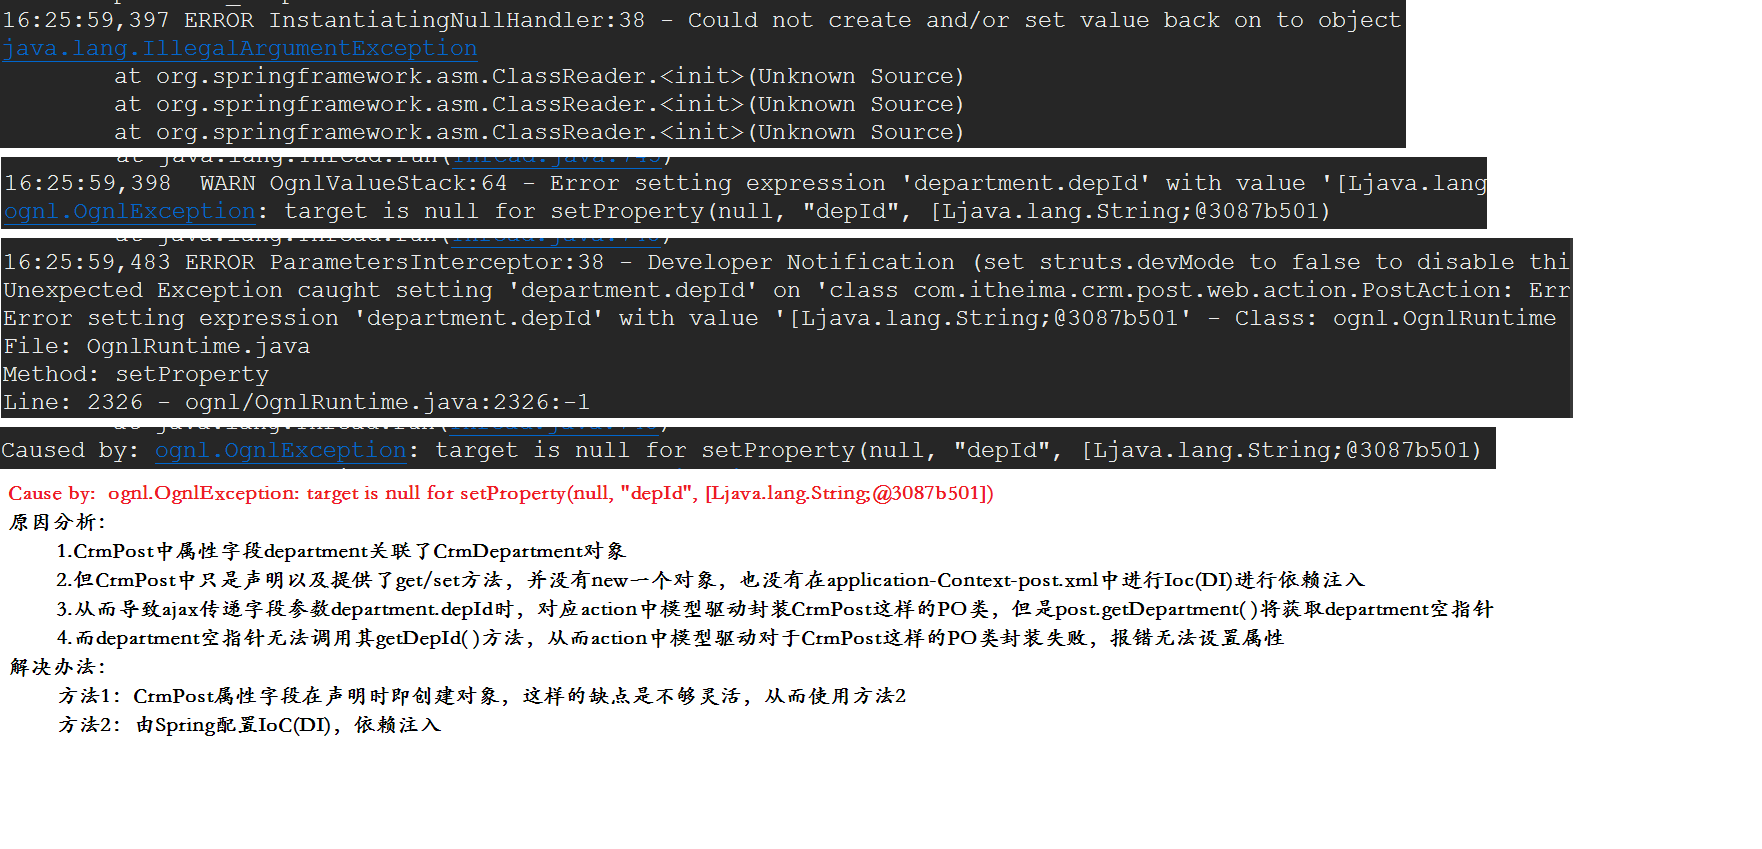 16:25:59,397 ERROR InstantiatingNullHandler:38 - Could not create and/or set value back on to object
java.lang.IllegalArgumentException
at org.springframework.asm.ClassReader.<init>(Unknown Source)
at org.springframework.asm.ClassReader.<init>(Unknown Source)
at org.springframework.asm.ClassReader.<init>(Unknown Source)
at java.lang.Thread.run(Thread.java:745)
16:25:59,398  WARN OgnlValueStack:64 - Error setting expression 'department.depId' with value '[Ljava.lang
ognl.OgnlException: target is null for setProperty(null, "depId", [Ljava.lang.String;@3087b501)
at java.lang.Thread.run(Thread.java:745)
16:25:59,483 ERROR ParametersInterceptor:38 - Developer Notification (set struts.devMode to false to disable thi
Unexpected Exception caught setting 'department.depId' on 'class com.itheima.crm.post.web.action.PostAction: Err
Error setting expression 'department.depId' with value '[Ljava.lang.String;@3087b501' - Class: ognl.OgnlRuntime
File: OgnlRuntime.java
Method: setProperty
Line: 2326 - ognl/OgnlRuntime.java:2326:-1
at java.lang.Thread.run(Thread.java:745)
Caused by: ognl.OgnlException: target is null for setProperty(null, "depId", [Ljava.lang.String;@3087b501)
Cause by:  ognl.OgnlException: target is null for setProperty(null, "depId", [Ljava.lang.String;@3087b501])
原因分析：
1.CrmPost中属性字段department关联了CrmDepartment对象
2.但CrmPost中只是声明以及提供了get/set方法，并没有new一个对象，也没有在application-Context-post.xml中进行Ioc(DI)进行依赖注入
3.从而导致ajax传递字段参数department.depId时，对应action中模型驱动封装CrmPost这样的PO类，但是post.getDepartment( )将获取department空指针
4.而department空指针无法调用其getDepId( )方法，从而action中模型驱动对于CrmPost这样的PO类封装失败，报错无法设置属性
解决办法：
方法1：CrmPost属性字段在声明时即创建对象，这样的缺点是不够灵活，从而使用方法2
方法2：由Spring配置IoC(DI)，依赖注入